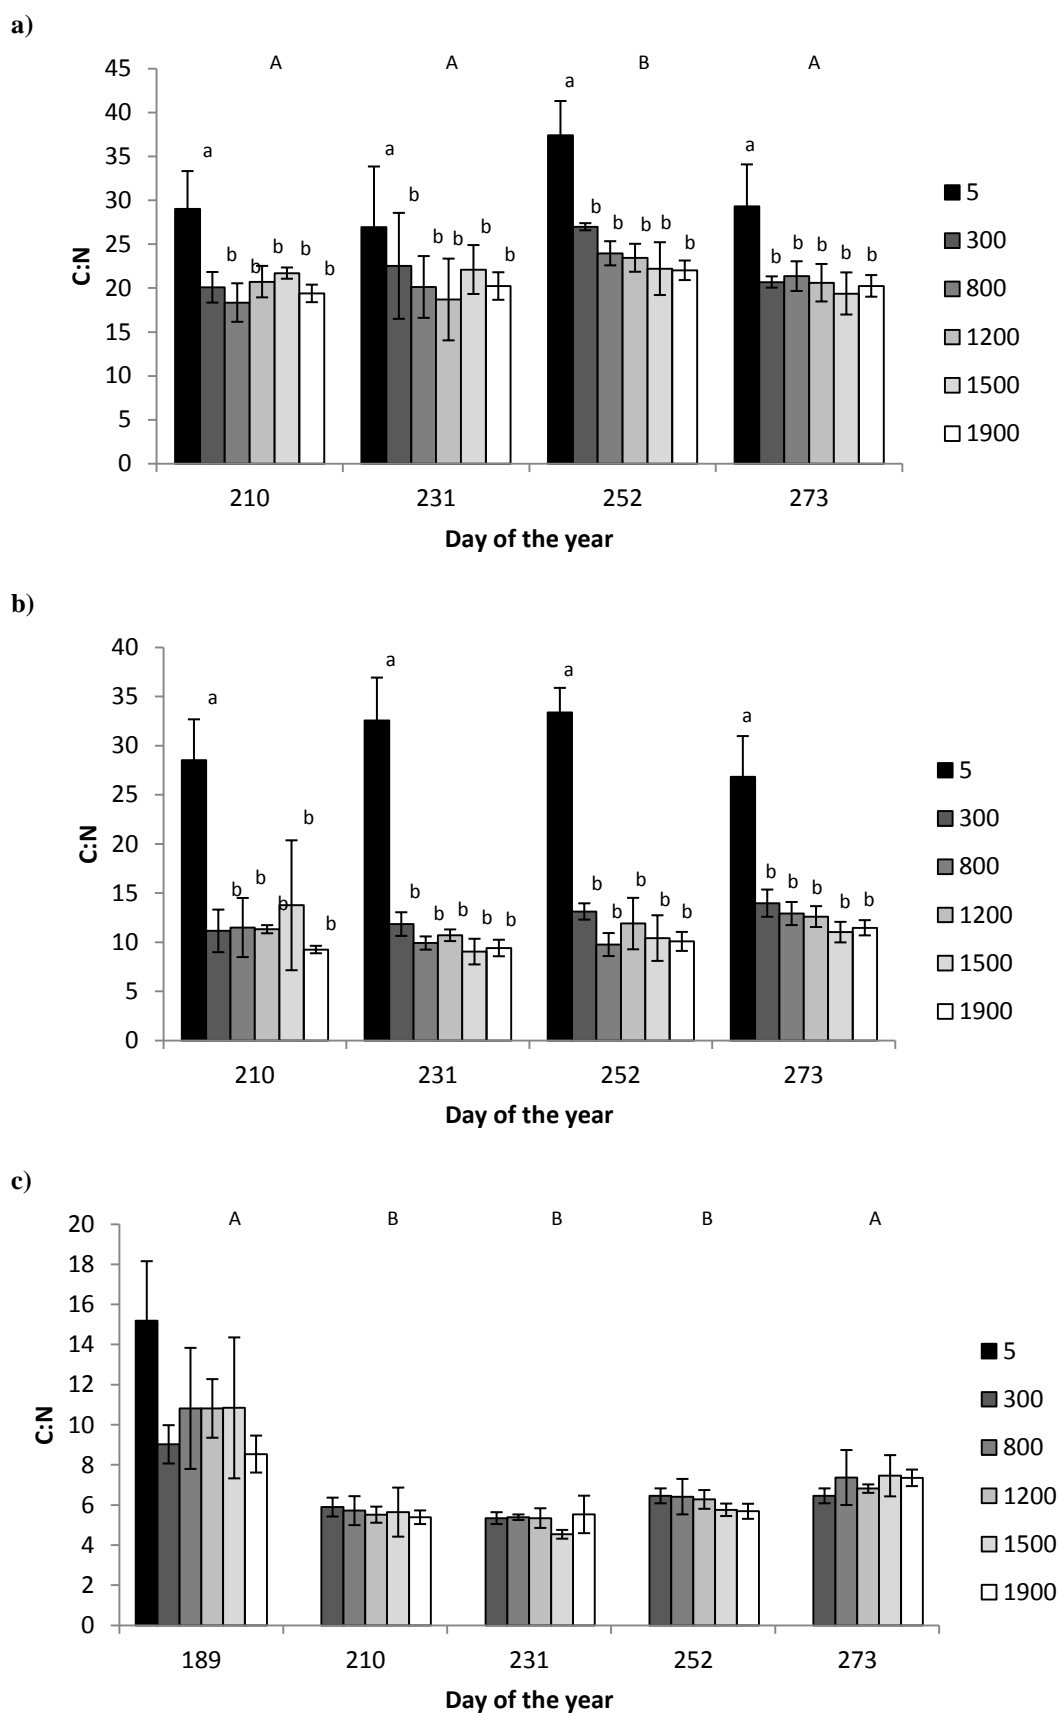 a)
A A B A
45
40
35
30
25
20
15
10
5
0
C:N
a b b b b b
a b b b b b
a b b b b b
a b b b b b
210 231 252 273
Day of the year
5
300
800
1200
1500
1900
b)
40
35
30
25
20
15
10
5
0
C:N
a b b b b b
a b b b b b
a b b b b b
a b b b b b
210 231 252 273
Day of the year
5
300
800
1200
1500
1900
c)
A B B B A
20
18
16
14
12
10
8
6
4
2
0
C:N
189 210 231 252 273
Day of the year
5
300
800
1200
1500
1900